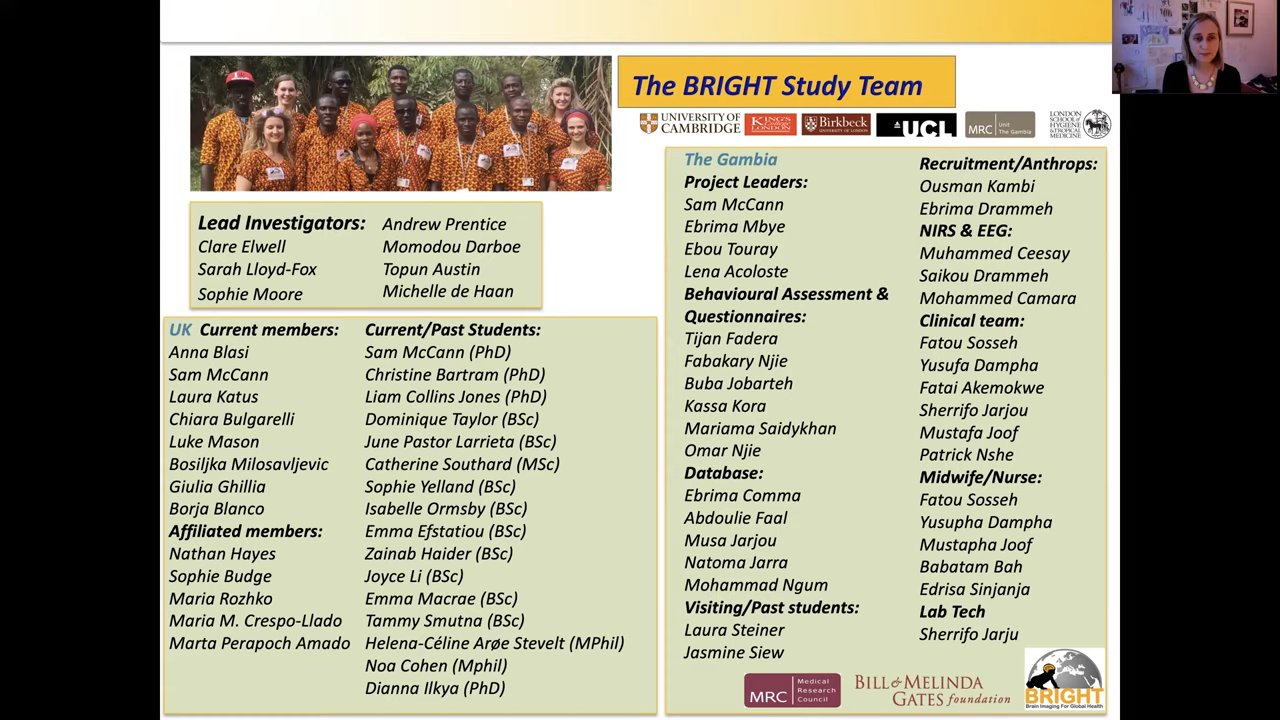 The BRIGHT Study Team
UNIVERSITY OF CAMBRIDGE
KING'S College LONDON
Birkbeck
UNIVERSITY OF LONDON
UCL
MRC Unit The Gambia
LONDON SCHOOL of HYGIENE & TROPICAL MEDICINE
Lead Investigators:
Clare Elwell
Sarah Lloyd-Fox
Sophie Moore
Andrew Prentice
Momodou Darboe
Topun Austin
Michelle de Haan
UK Current members:
Anna Blasi
Sam McCann
Laura Katus
Chiara Bulgarelli
Luke Mason
Bosiljka Milosavljevic
Giulia Ghillia
Borja Blanco
Affiliated members:
Nathan Hayes
Sophie Budge
Maria Rozhko
Maria M. Crespo-Llado
Marta Perapoch Amado
Current/Past Students:
Sam McCann (PhD)
Christine Bartram (PhD)
Liam Collins Jones (PhD)
Dominique Taylor (BSc)
June Pastor Larrieta (BSc)
Catherine Southard (MSc)
Sophie Yelland (BSc)
Isabelle Ormsby (BSc)
Emma Efstatiou (BSc)
Zainab Haider (BSc)
Joyce Li (BSc)
Emma Macrae (BSc)
Tammy Smutna (BSc)
Helena-Céline Arøe Stevelt (MPhil)
Noa Cohen (Mphil)
Dianna Ilkya (PhD)
The Gambia
Project Leaders:
Sam McCann
Ebrima Mbye
Ebou Touray
Lena Acoloste
Behavioural Assessment &
Questionnaires:
Tijan Fadera
Fabakary Njie
Buba Jobarteh
Kassa Kora
Mariama Saidykhan
Omar Njie
Database:
Ebrima Comma
Abdoulie Faal
Musa Jarjou
Natoma Jarra
Mohammad Ngum
Visiting/Past students:
Laura Steiner
Jasmine Siew
Recruitment/Anthrops:
Ousman Kambi
Ebrima Drammeh
NIRS & EEG:
Muhammed Ceesay
Saikou Drammeh
Mohammed Camara
Clinical team:
Fatou Sosseh
Yusufa Dampha
Fatai Akemokwe
Sherrifo Jarjou
Mustafa Joof
Patrick Nshe
Midwife/Nurse:
Fatou Sosseh
Yusupha Dampha
Mustapha Joof
Babatam Bah
Edrisa Sinjanja
Lab Tech
Sherrifo Jarju
MRC
Medical
Research
Council
BILL & MELINDA
GATES foundation
BRIGHT
Brain Imaging For Global Health